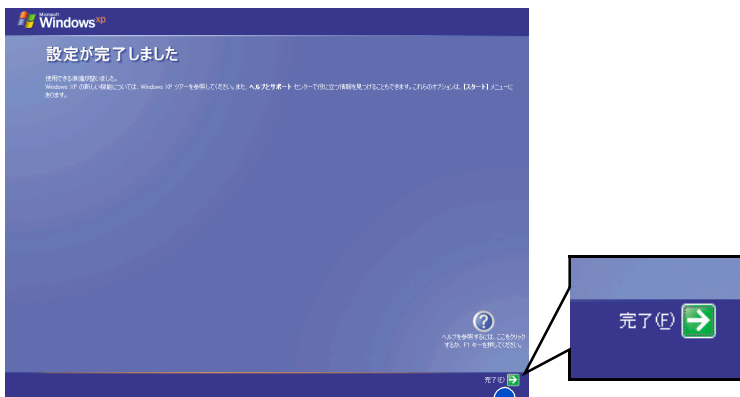 Microsoft
Windows xp
設定が完了しました
使用できる準備が整いました。
Windows XP の新しい機能については、Windows XP ツアーを参照してください。また、ヘルプとサポート センターで役に立つ情報を見つけることもできます。これらのオプションは、[スタート] メニューに
あります。
ヘルプを参照するには、ここをクリック
するか、F1 キーを押してください。
完了(F)
完了(F)